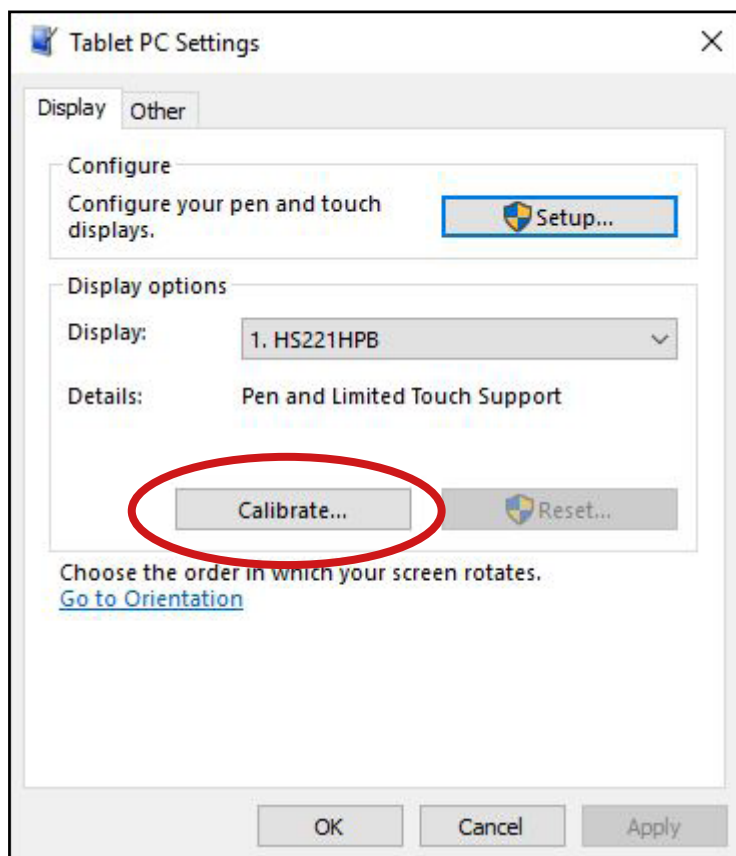 Tablet PC Settings
Display
Other
Configure
Configure your pen and touch
displays.
Setup...
Display options
Display:
1. HS221HPB
Details:
Pen and Limited Touch Support
Calibrate...
Reset...
Choose the order in which your screen rotates.
Go to Orientation
OK
Cancel
Apply